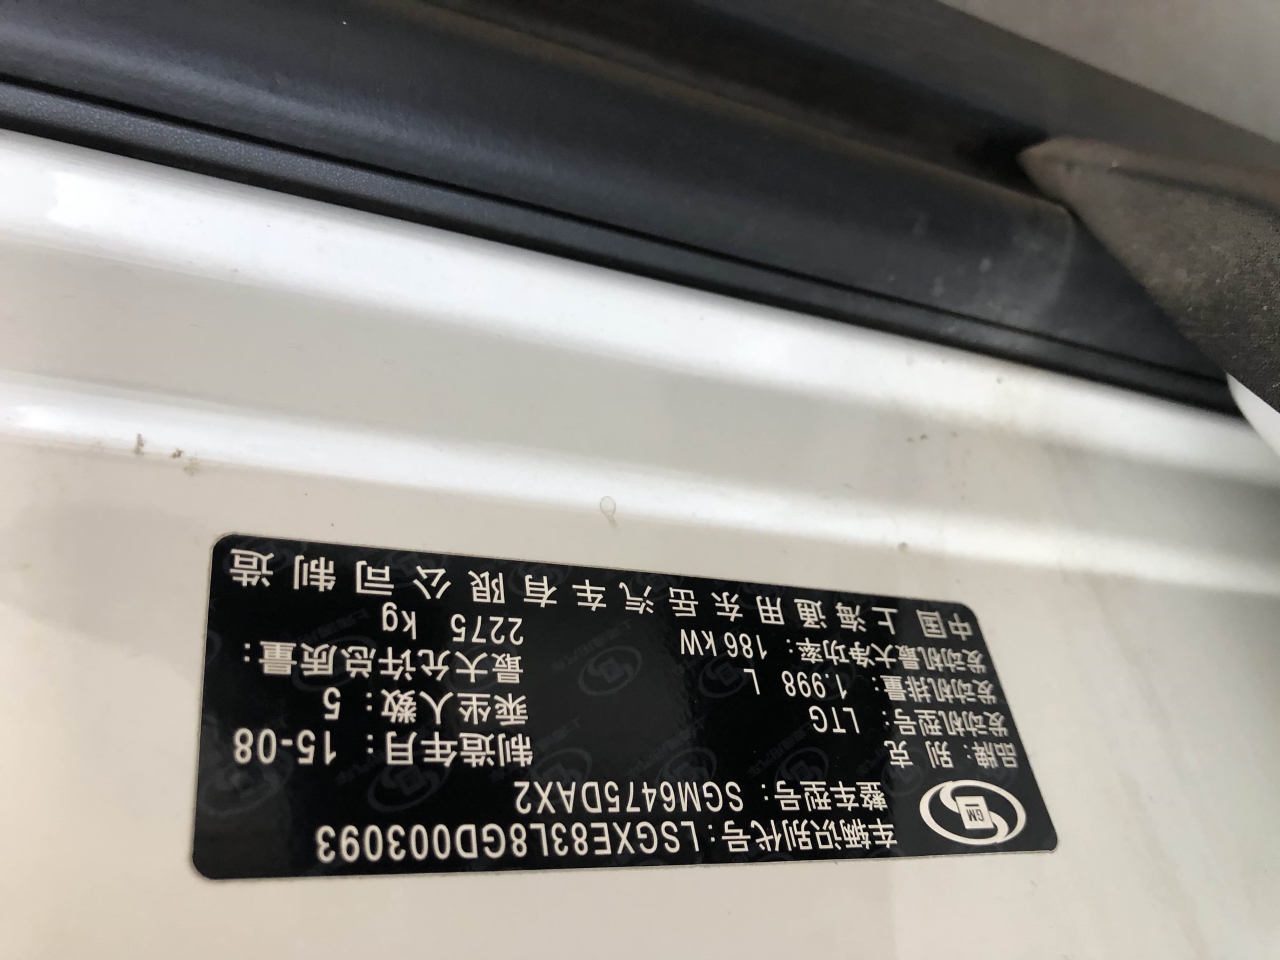 车辆识别代号:LSGXE83L8GD003093
整车型号: SGM6475DAX2
GM
品牌: 别 克 制造年月: 15-08
发动机型号: LTG 乘坐人数: 5
发动机排量: 1.998 L 最大允许总质量:
发动机最大净功率: 186 kW 2275 kg
中国 上海通用东岳汽车有限公司 制造